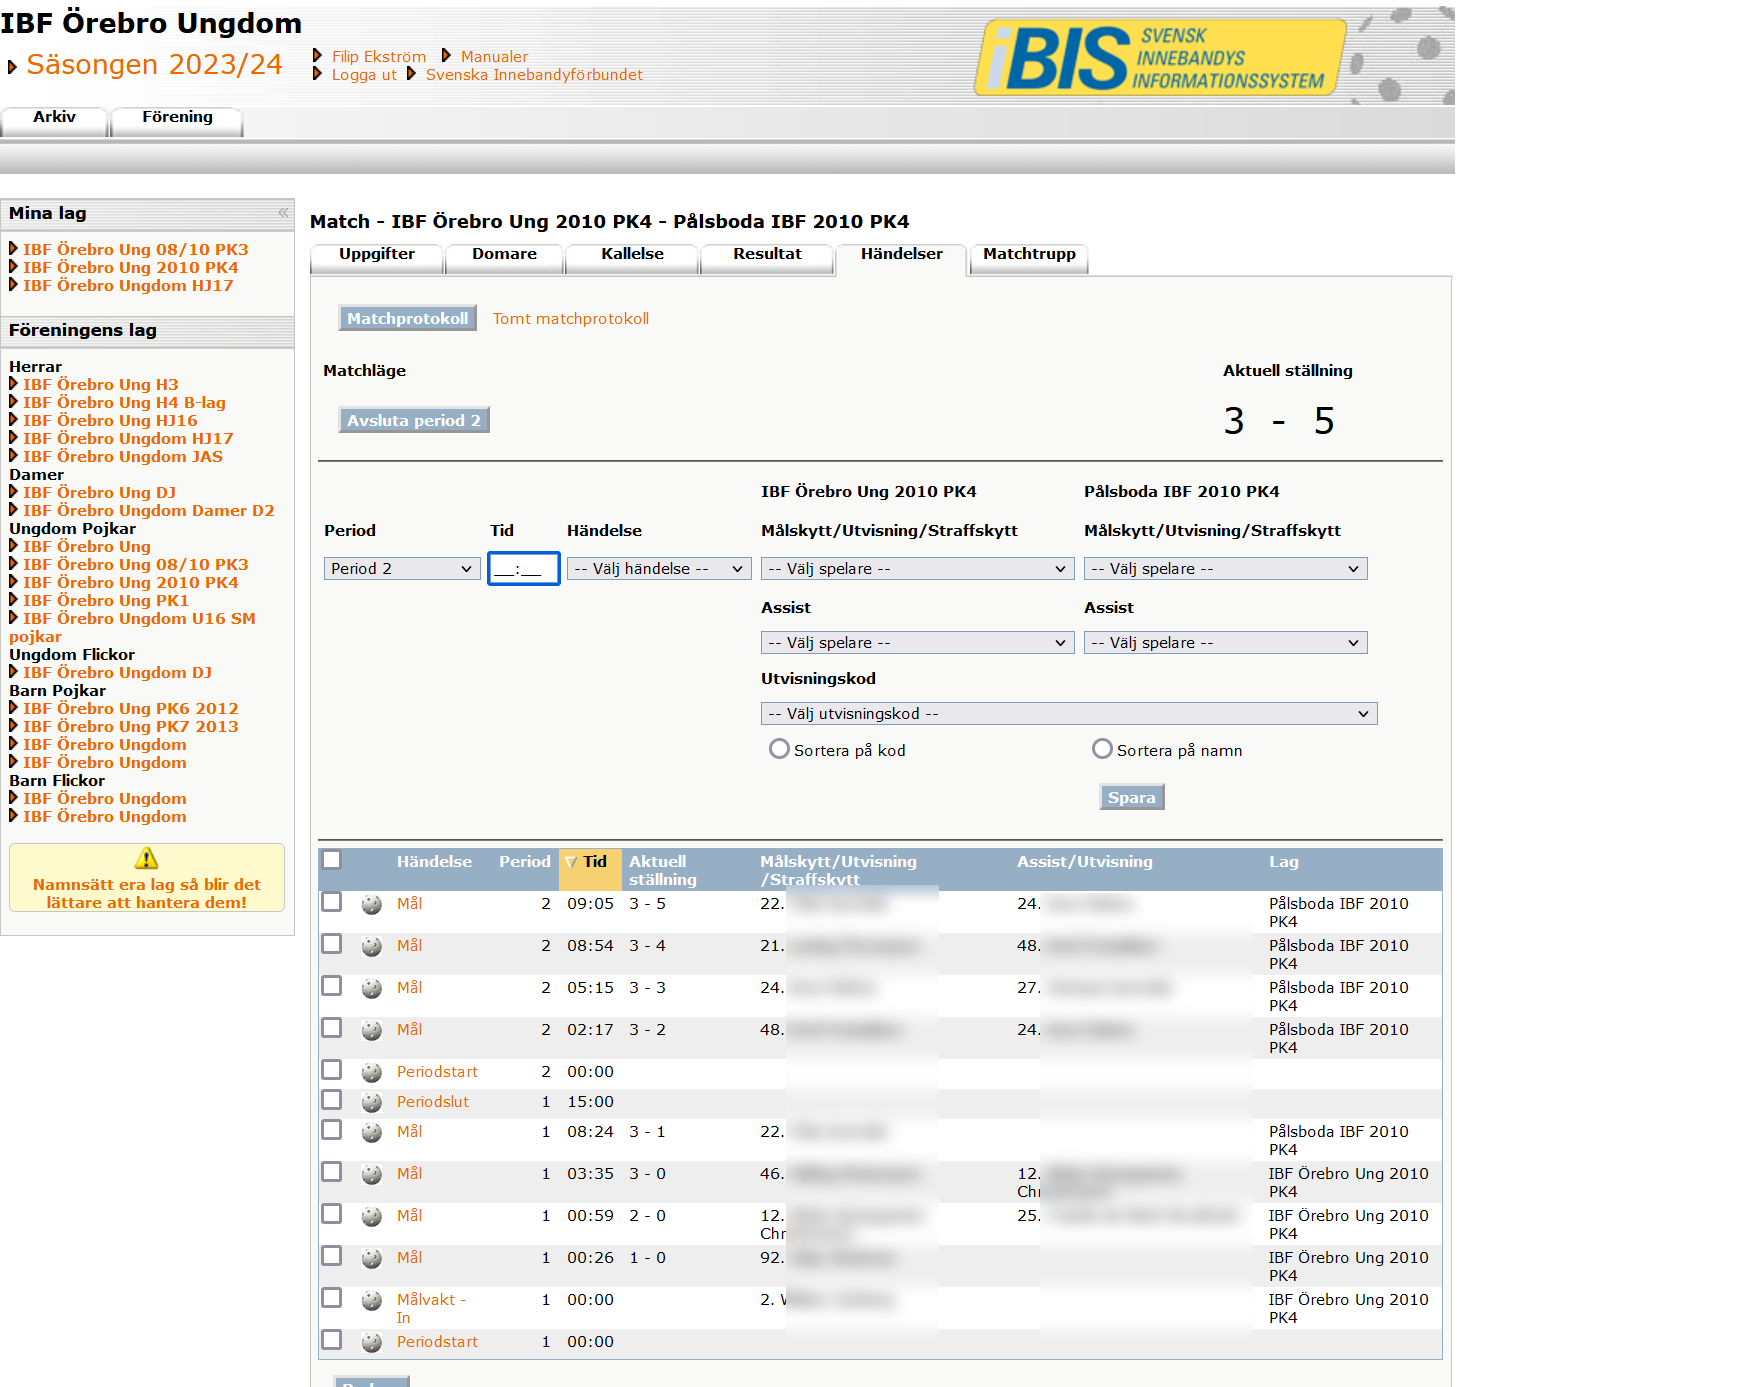 IBF Örebro Ungdom
Säsongen 2023/24
Filip Ekström Manualer
Logga ut Svenska Innebandyförbundet
iBIS SVENSK
INNEBANDYS
INFORMATIONSSYSTEM
Arkiv Förening
Mina lag «
IBF Örebro Ung 08/10 PK3
IBF Örebro Ung 2010 PK4
IBF Örebro Ungdom HJ17
Föreningens lag
Herrar
IBF Örebro Ung H3
IBF Örebro Ung H4 B-lag
IBF Örebro Ung HJ16
IBF Örebro Ungdom HJ17
IBF Örebro Ungdom JAS
Damer
IBF Örebro Ung DJ
IBF Örebro Ungdom Damer D2
Ungdom Pojkar
IBF Örebro Ung
IBF Örebro Ung 08/10 PK3
IBF Örebro Ung 2010 PK4
IBF Örebro Ung PK1
IBF Örebro Ungdom U16 SM
pojkar
Ungdom Flickor
IBF Örebro Ungdom DJ
Barn Pojkar
IBF Örebro Ung PK6 2012
IBF Örebro Ung PK7 2013
IBF Örebro Ungdom
IBF Örebro Ungdom
Barn Flickor
IBF Örebro Ungdom
IBF Örebro Ungdom
Namnsätt era lag så blir det
lättare att hantera dem!
Match - IBF Örebro Ung 2010 PK4 - Pålsboda IBF 2010 PK4
Uppgifter Domare Kallelse Resultat Händelser Matchtrupp
Matchprotokoll Tomt matchprotokoll
Matchläge Aktuell ställning
Avsluta period 2 3 - 5
IBF Örebro Ung 2010 PK4 Pålsboda IBF 2010 PK4
Period Tid Händelse Målskytt/Utvisning/Straffskytt Målskytt/Utvisning/Straffskytt
Period 2 __:__ -- Välj händelse -- -- Välj spelare -- -- Välj spelare --
Assist Assist
-- Välj spelare -- -- Välj spelare --
Utvisningskod
-- Välj utvisningskod --
Sortera på kod Sortera på namn
Spara
Händelse Period Tid Aktuell ställning Målskytt/Utvisning /Straffskytt Assist/Utvisning Lag
Mål 2 09:05 3 - 5 22. 24. Pålsboda IBF 2010
PK4
Mål 2 08:54 3 - 4 21. 48. Pålsboda IBF 2010
PK4
Mål 2 05:15 3 - 3 24. 27. Pålsboda IBF 2010
PK4
Mål 2 02:17 3 - 2 48. 24. Pålsboda IBF 2010
PK4
Periodstart 2 00:00
Periodslut 1 15:00
Mål 1 08:24 3 - 1 22. Pålsboda IBF 2010
PK4
Mål 1 03:35 3 - 0 46. 12. IBF Örebro Ung 2010
PK4
Mål 1 00:59 2 - 0 12. 25. IBF Örebro Ung 2010
PK4
Mål 1 00:26 1 - 0 92. IBF Örebro Ung 2010
PK4
Målvakt - 1 00:00 2. IBF Örebro Ung 2010
In PK4
Periodstart 1 00:00